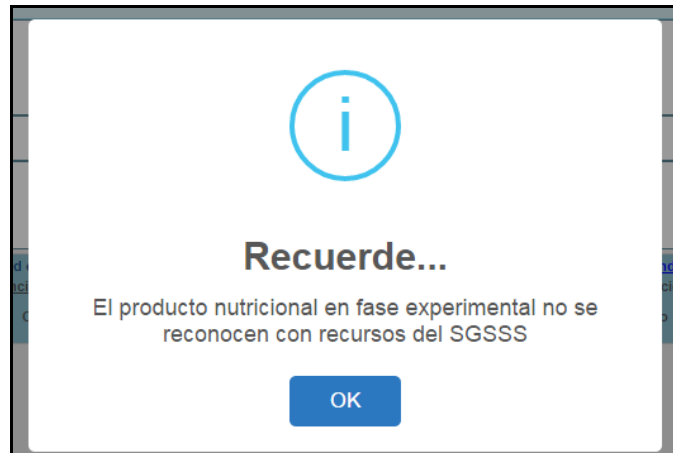 Recuerde...
El producto nutricional en fase experimental no se
reconocen con recursos del SGSSS
OK